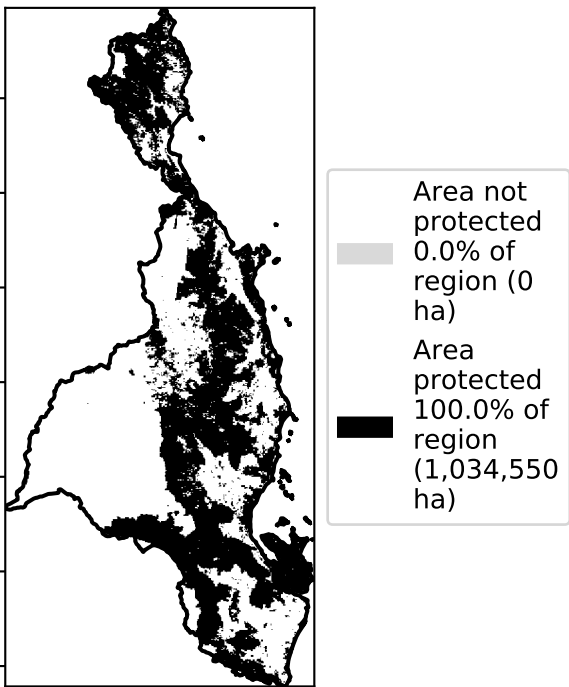 Area not
protected
0.0% of
region (0
ha)
Area
protected
100.0% of
region
(1,034,550
ha)